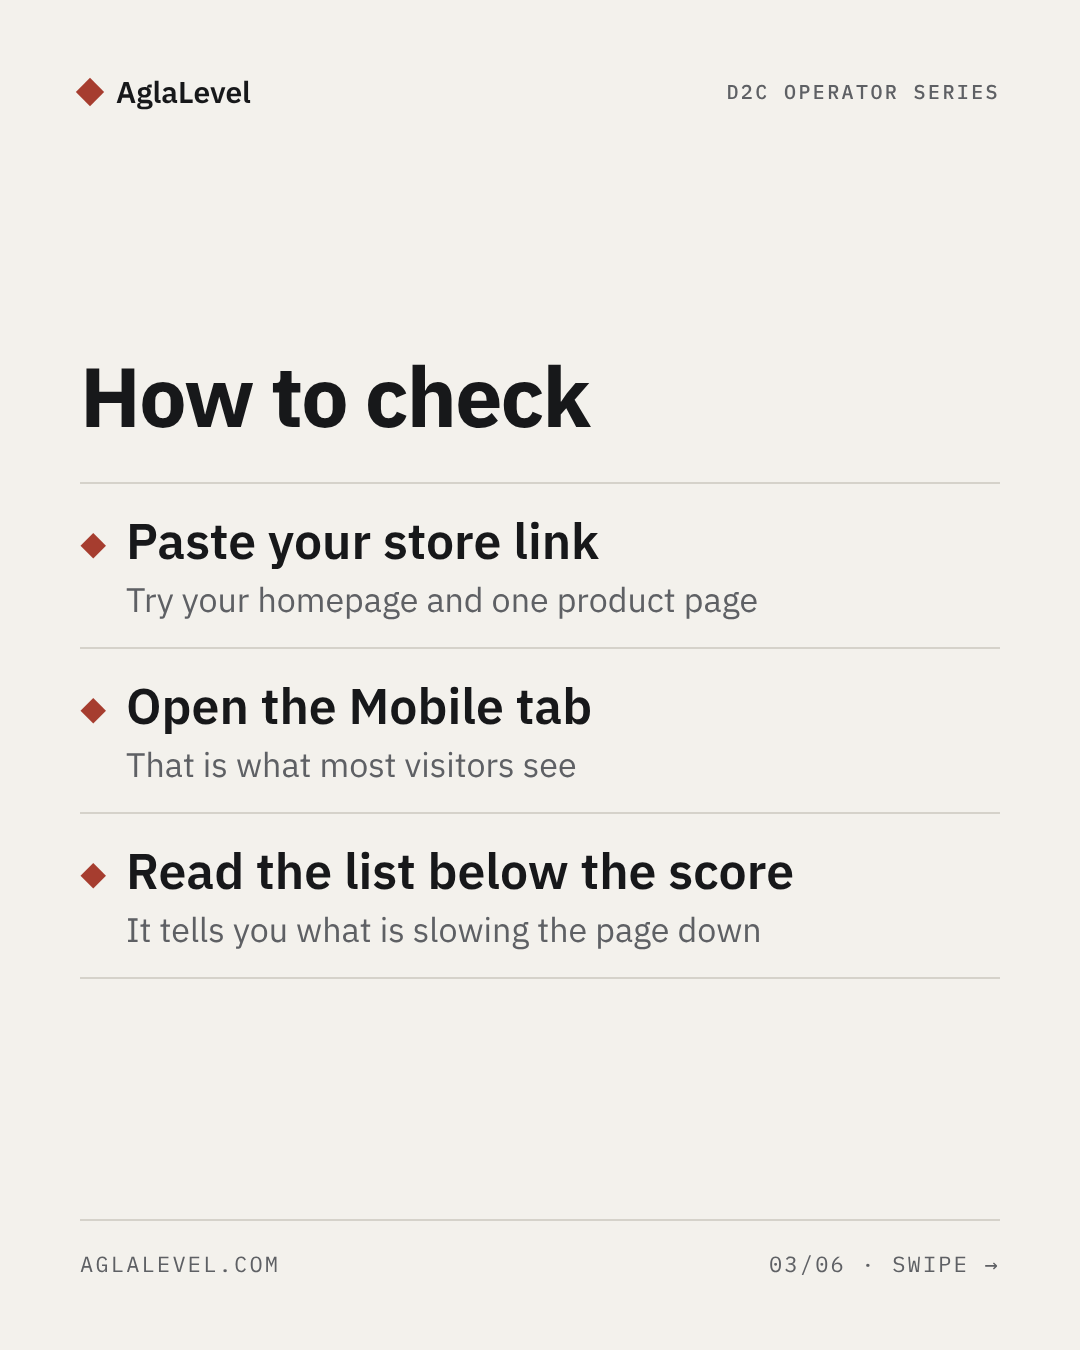 AglaLevel
D2C OPERATOR SERIES
How to check
Paste your store link
Try your homepage and one product page
Open the Mobile tab
That is what most visitors see
Read the list below the score
It tells you what is slowing the page down
AGLALEVEL.COM
03/06 · SWIPE →